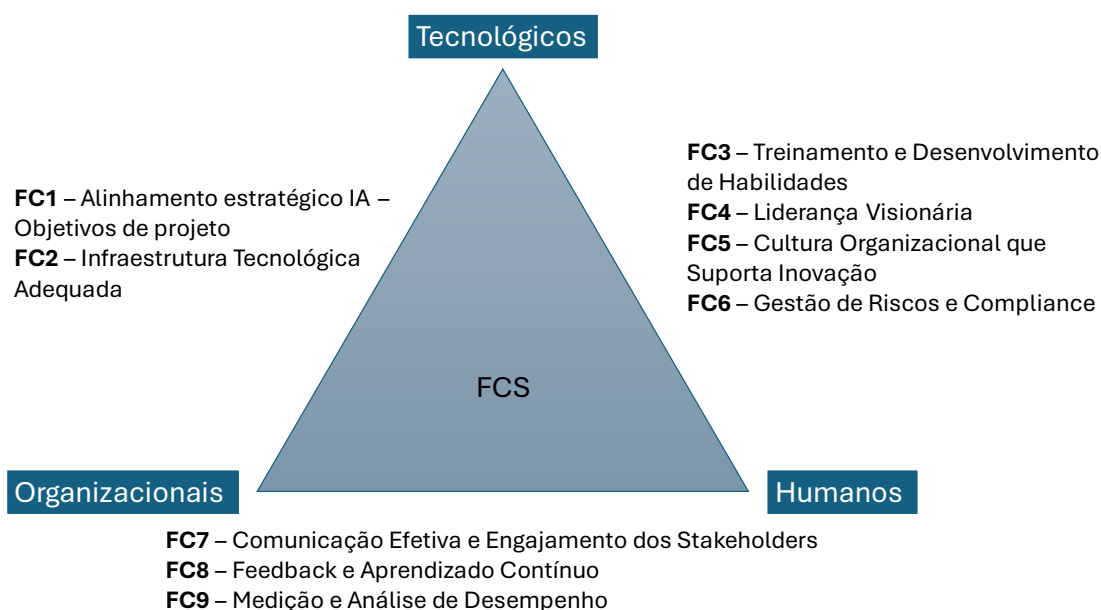 Tecnológicos
FC1 – Alinhamento estratégico IA –
Objetivos de projeto
FC2 – Infraestrutura Tecnológica
Adequada
FC3 – Treinamento e Desenvolvimento
de Habilidades
FC4 – Liderança Visionária
FC5 – Cultura Organizacional que
Suporta Inovação
FC6 – Gestão de Riscos e Compliance
FCS
Organizacionais
Humanos
FC7 – Comunicação Efetiva e Engajamento dos Stakeholders
FC8 – Feedback e Aprendizado Contínuo
FC9 – Medição e Análise de Desempenho